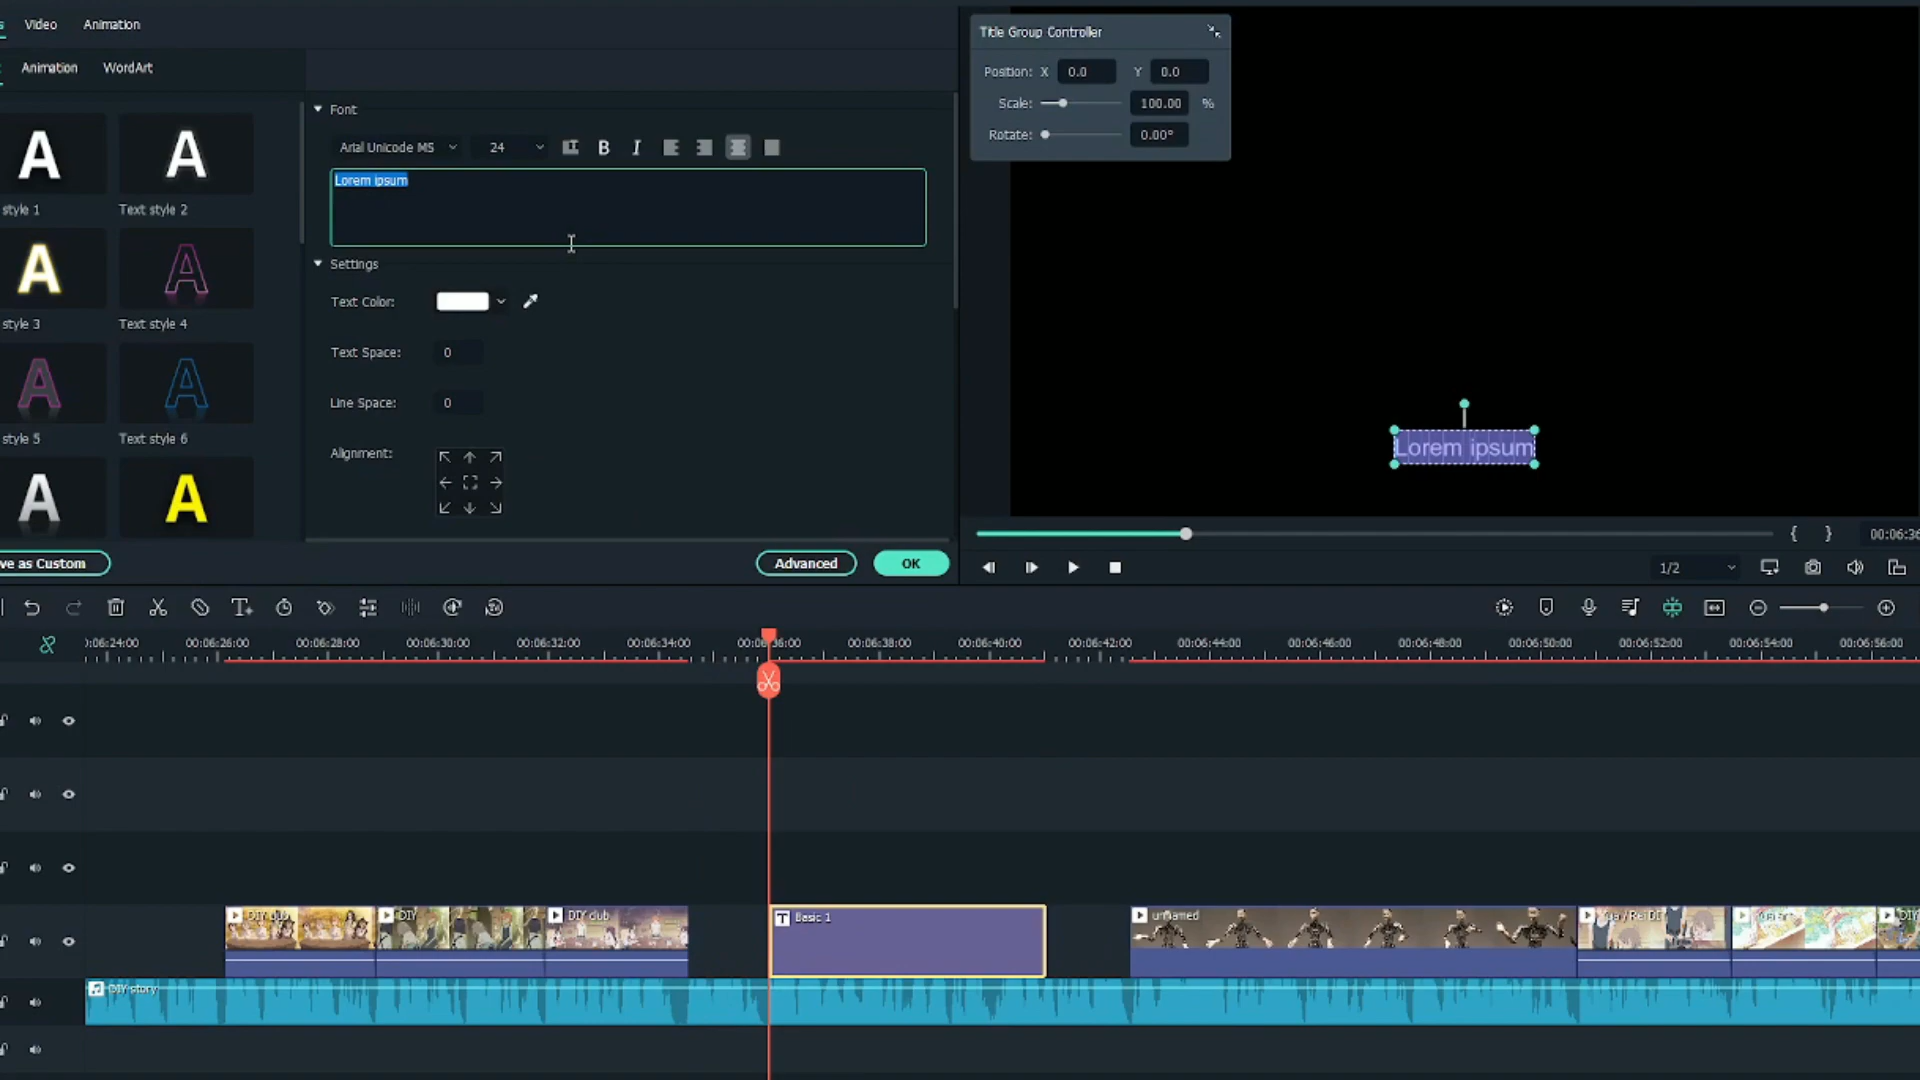 Video Animation
Animation WordArt
style 1 Text style 2
style 3 Text style 4
style 5 Text style 6
ve as Custom
Font
Arial Unicode MS 24 B I
Lorem ipsum
Settings
Text Color:
Text Space: 0
Line Space: 0
Alignment:
Advanced OK
Title Group Controller
Position: X 0.0 Y 0.0
Scale: 100.00 %
Rotate: 0.00°
Lorem ipsum
{ } 00:06:36
1/2
:06:24:00 00:06:26:00 00:06:28:00 00:06:30:00 00:06:32:00 00:06:34:00 00:06:36:00 00:06:38:00 00:06:40:00 00:06:42:00 00:06:44:00 00:06:46:00 00:06:48:00 00:06:50:00 00:06:52:00 00:06:54:00 00:06:56:00
DIY dub DIY DIY dub Basic 1 unnamed DIY
DIY story